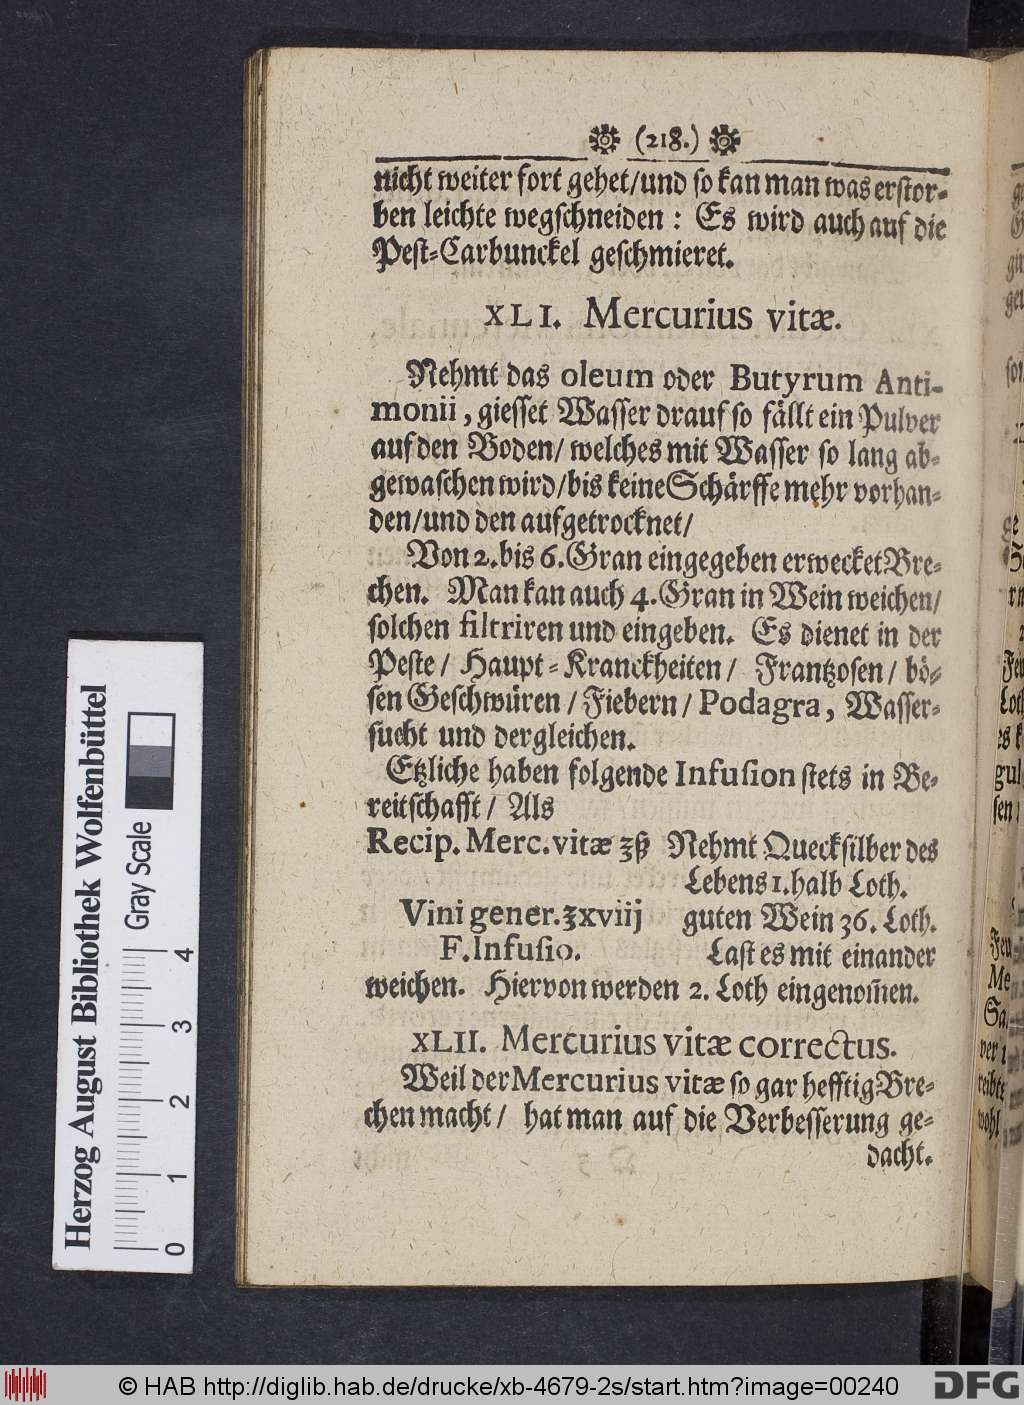 (218.)
nicht weiter fort gehet/und so kan man was erstor-
ben leichte wegschneiden: Es wird auch auf die
Pest-Carbunckel geschmieret.
XLI. Mercurius vitæ.
Nehmt das oleum oder Butyrum Anti-
monii, giesset Wasser drauf so fällt ein Pulver
auf den Boden/ welches mit Wasser so lang ab-
gewaschen wird/bis keine Schärffe mehr vorhan-
den/und den aufgetrocknet/
Von 2. bis 6. Gran eingegeben erwecket Bre-
chen. Man kan auch 4. Gran in Wein weichen/
solchen filtriren und eingeben. Es dienet in der
Peste/ Haupt-Kranckheiten/ Frantzosen/ bö-
sen Geschwüren/ Fiebern/ Podagra, Wasser-
sucht und dergleichen.
Etzliche haben folgende Infusion stets in Be-
reitschafft/ Als
Recip. Merc. vitæ ʒß Nehmt Quecksilber des
Lebens 1. halb Loth.
Vini gener. ℥xviij guten Wein 36. Loth.
F. Infusio. Last es mit einander
weichen. Hiervon werden 2. Loth eingenom̃en.
XLII. Mercurius vitæ correctus.
Weil der Mercurius vitæ so gar hefftig Bre-
chen macht/ hat man auf die Verbesserung ge-
dacht.
Herzog August Bibliothek Wolfenbüttel
Gray Scale
0 1 2 3 4
© HAB http://diglib.hab.de/drucke/xb-4679-2s/start.htm?image=00240
DFG